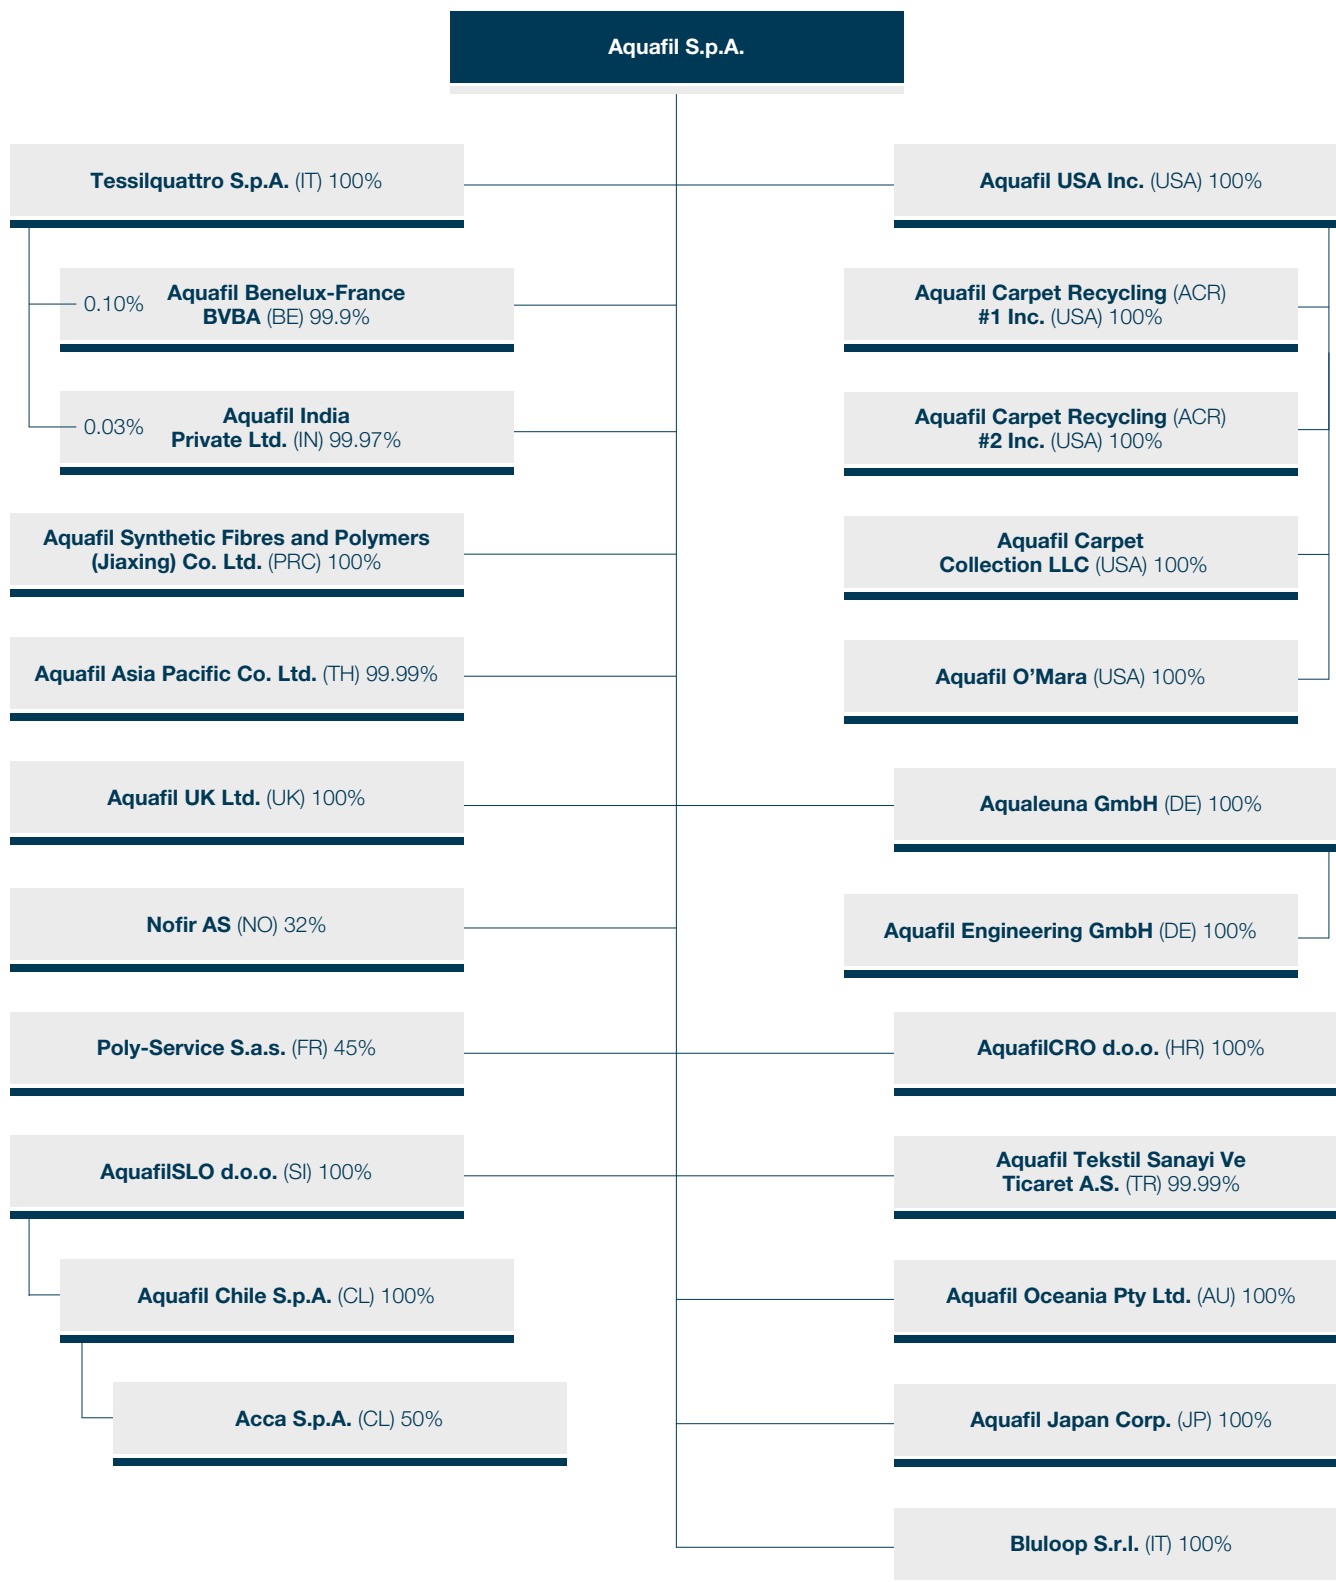 Aquafil S.p.A.
Tessilquattro S.p.A. (IT) 100%
0.10%
Aquafil Benelux-France
BVBA (BE) 99.9%
0.03%
Aquafil India
Private Ltd. (IN) 99.97%
Aquafil Synthetic Fibres and Polymers
(Jiaxing) Co. Ltd. (PRC) 100%
Aquafil Asia Pacific Co. Ltd. (TH) 99.99%
Aquafil UK Ltd. (UK) 100%
Nofir AS (NO) 32%
Poly-Service S.a.s. (FR) 45%
AquafilSLO d.o.o. (SI) 100%
Aquafil Chile S.p.A. (CL) 100%
Acca S.p.A. (CL) 50%
Aquafil USA Inc. (USA) 100%
Aquafil Carpet Recycling (ACR)
#1 Inc. (USA) 100%
Aquafil Carpet Recycling (ACR)
#2 Inc. (USA) 100%
Aquafil Carpet
Collection LLC (USA) 100%
Aquafil O’Mara (USA) 100%
Aqualeuna GmbH (DE) 100%
Aquafil Engineering GmbH (DE) 100%
AquafilCRO d.o.o. (HR) 100%
Aquafil Tekstil Sanayi Ve
Ticaret A.S. (TR) 99.99%
Aquafil Oceania Pty Ltd. (AU) 100%
Aquafil Japan Corp. (JP) 100%
Bluloop S.r.l. (IT) 100%